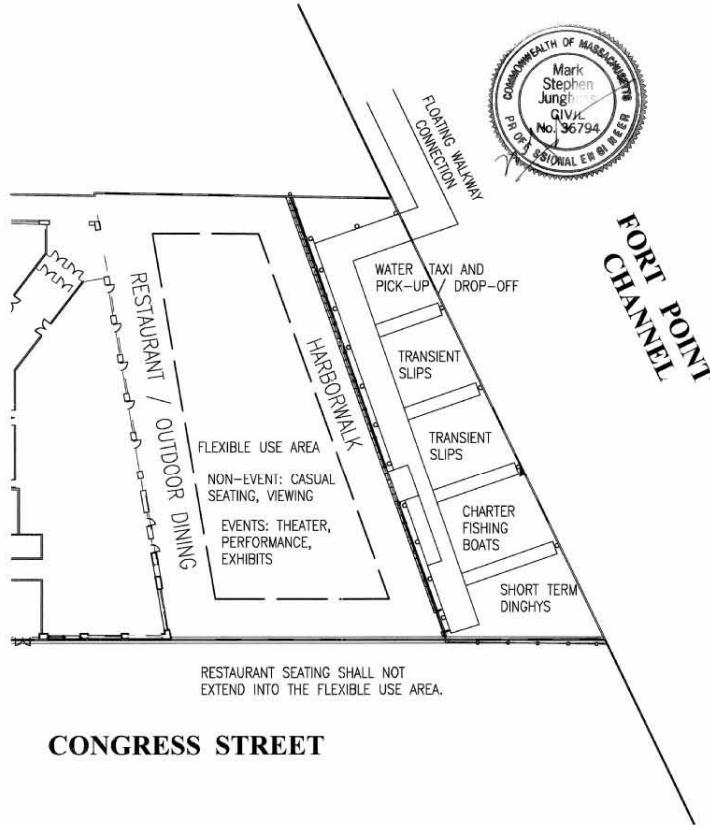 COMMONWEALTH OF MASSACHUSETTS
Mark
Stephen
CIVIL
No. 36794
PROFESSIONAL ENGINEER
FLOATING WALKWAY
CONNECTION
FORT POINT
CHANNEL
WATER TAXI AND
PICK-UP / DROP-OFF
RESTAURANT / OUTDOOR DINING
HARBORWALK
TRANSIENT
SLIPS
TRANSIENT
SLIPS
FLEXIBLE USE AREA
NON-EVENT: CASUAL
SEATING, VIEWING
EVENTS: THEATER,
PERFORMANCE,
EXHIBITS
CHARTER
FISHING
BOATS
SHORT TERM
DINGHYS
RESTAURANT SEATING SHALL NOT
EXTEND INTO THE FLEXIBLE USE AREA.
CONGRESS STREET